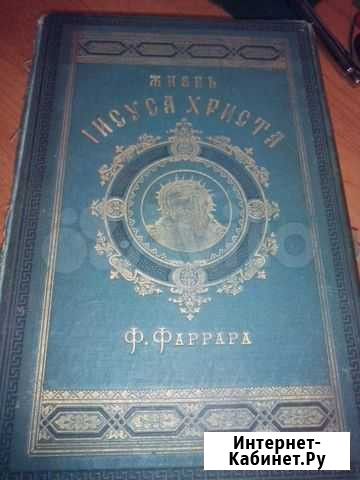 ЖИЗНЬ
ІИСУСА ХРИСТА
Ф. ФАРРАРА
Интернет-
Кабинет.Ру